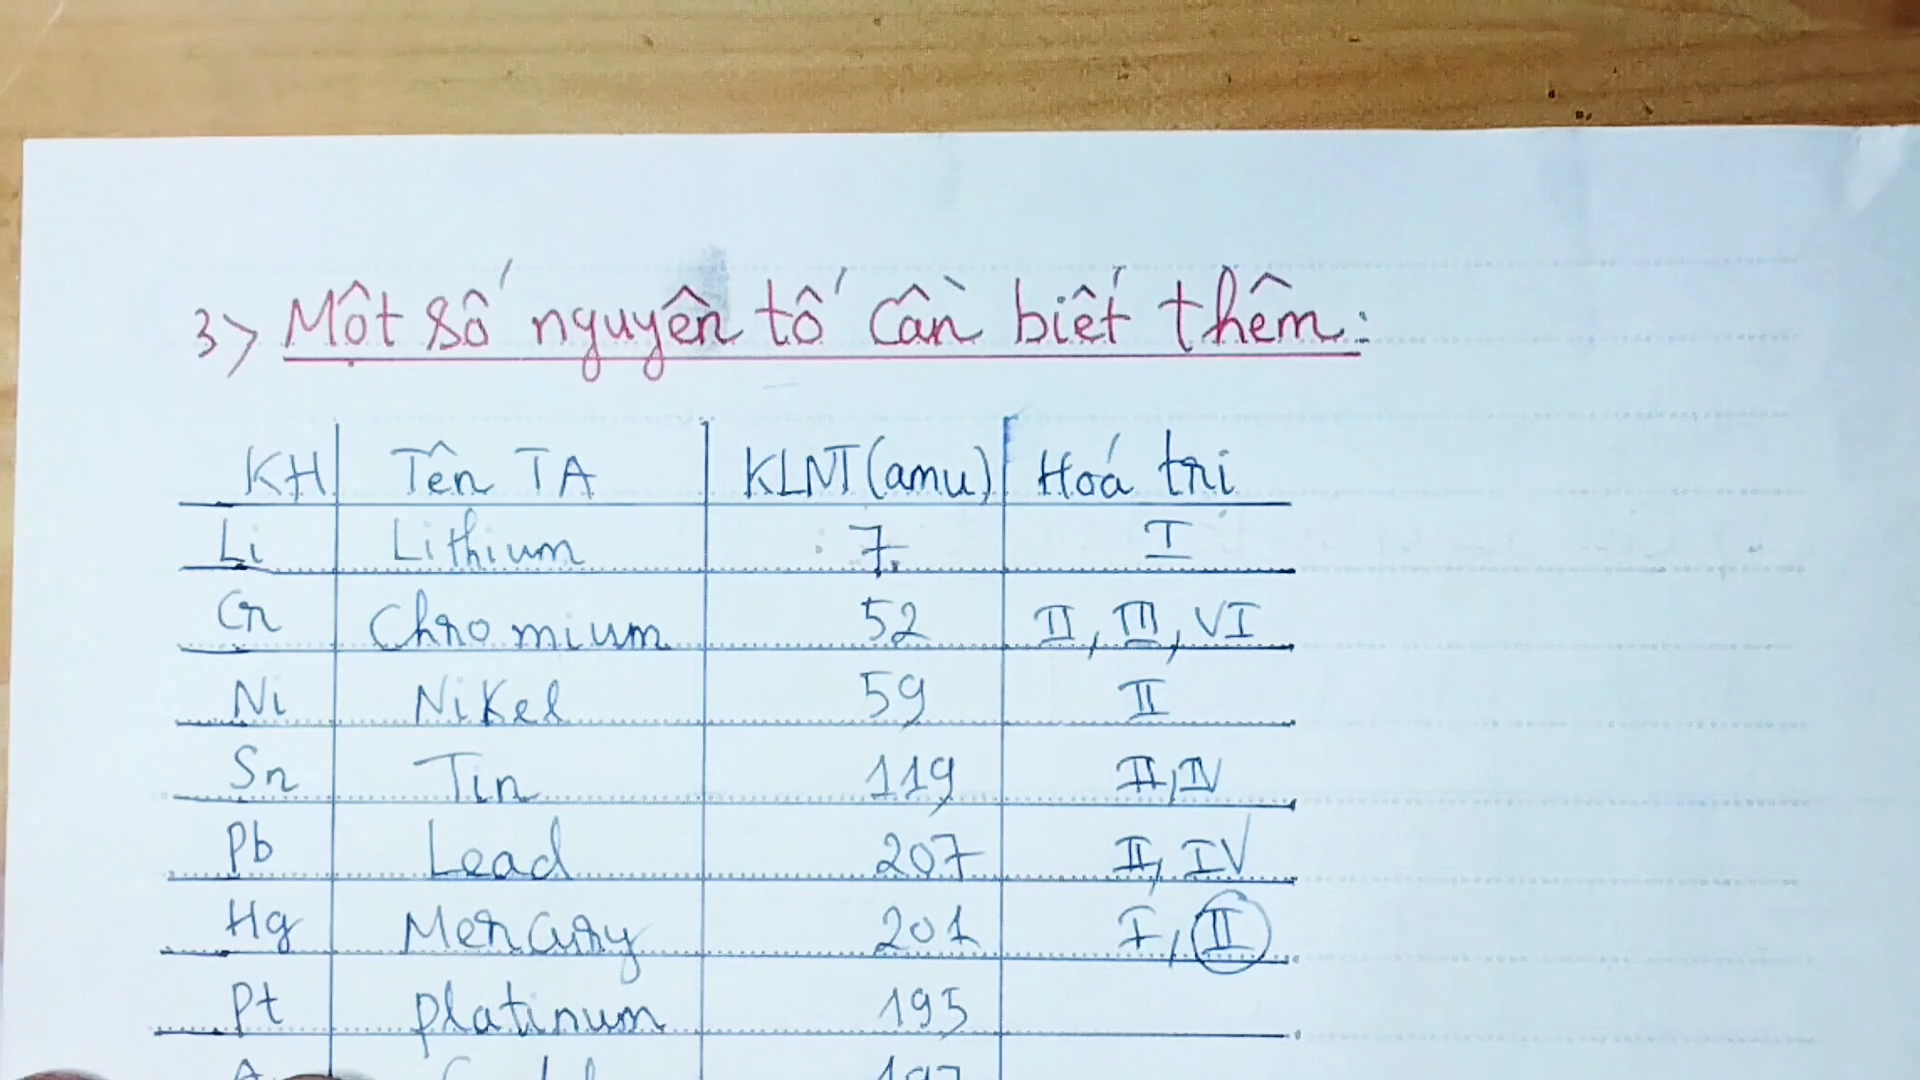 3> Một số nguyên tố cần biết thêm:
KH Tên TA KLNT(amu) Hoá trị
Li Lithium 7 I
Cr Chromium 52 II, III, VI
Ni Nikel 59 II
Sn Tin 119 II, IV
Pb Lead 207 II, IV
Hg Mercury 201 I, II
Pt platinum 195
197